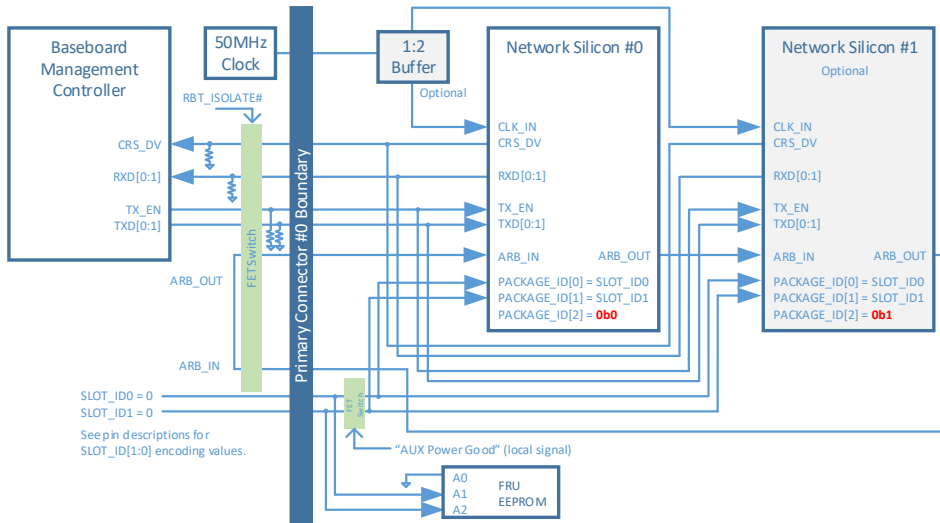 Baseboard
Management
Controller
50MHz
Clock
1:2
Buffer
Optional
Network Silicon #0
Network Silicon #1
Optional
RBT_ISOLATE#
CRS_DV
RXD[0:1]
TX_EN
TXD[0:1]
FET Switch
Primary Connector #0 Boundary
CLK_IN
CRS_DV
RXD[0:1]
TX_EN
TXD[0:1]
ARB_IN
ARB_OUT
PACKAGE_ID[0] = SLOT_ID0
PACKAGE_ID[1] = SLOT_ID1
PACKAGE_ID[2] = 0b0
CLK_IN
CRS_DV
RXD[0:1]
TX_EN
TXD[0:1]
ARB_IN
ARB_OUT
PACKAGE_ID[0] = SLOT_ID0
PACKAGE_ID[1] = SLOT_ID1
PACKAGE_ID[2] = 0b1
ARB_OUT
ARB_IN
SLOT_ID0 = 0
SLOT_ID1 = 0
See pin descriptions for
SLOT_ID[1:0] encoding values.
FET
Switch
“AUX Power Good” (local signal)
A0
A1
A2
FRU
EEPROM